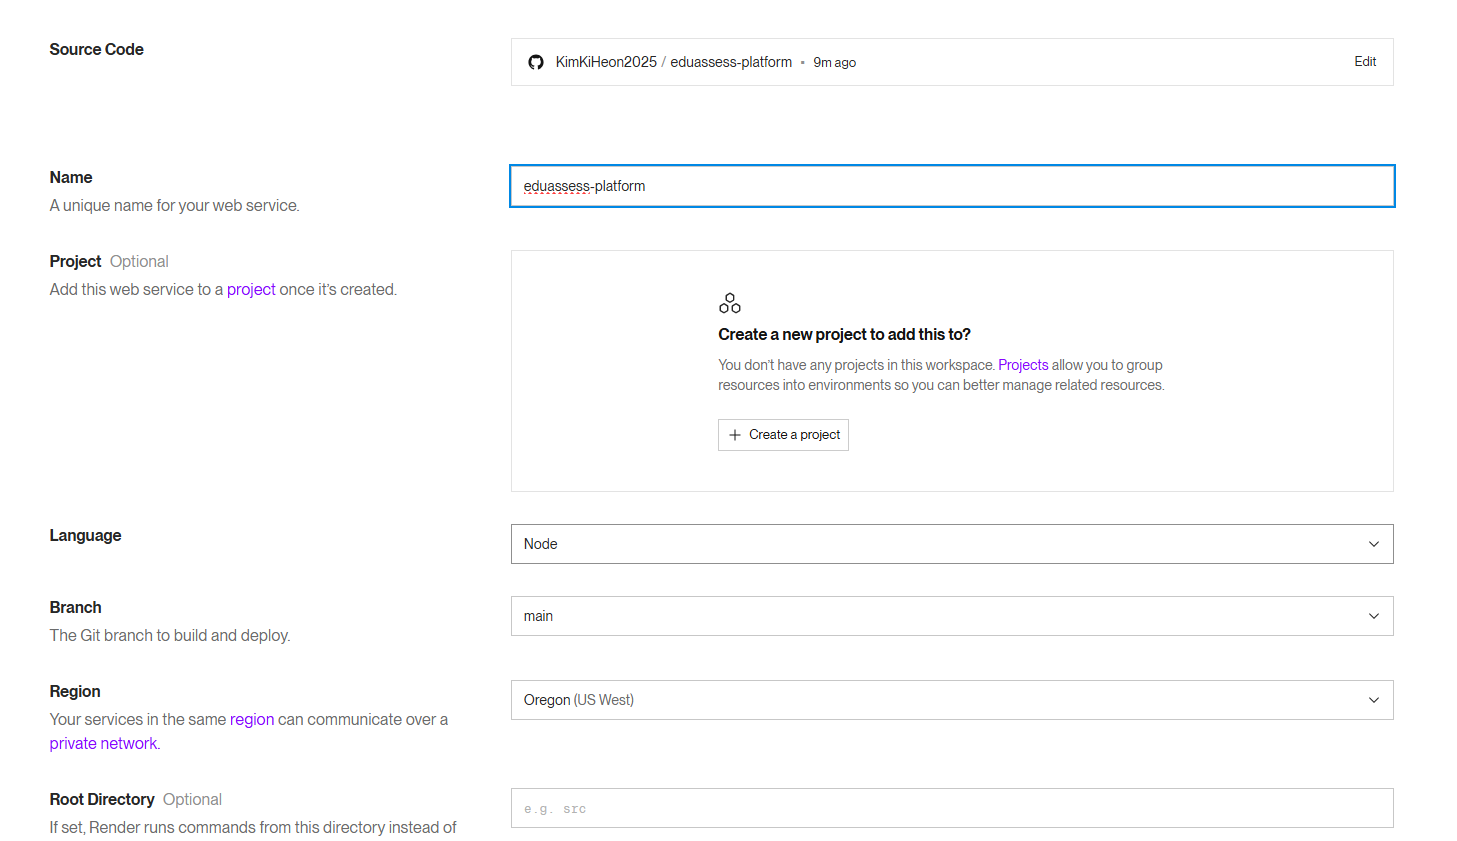 Source Code
KimKiHeon2025 / eduassess-platform • 9m ago
Edit
Name
A unique name for your web service.
eduassess-platform
Project Optional
Add this web service to a project once it's created.
Create a new project to add this to?
You don't have any projects in this workspace. Projects allow you to group
resources into environments so you can better manage related resources.
+ Create a project
Language
Node
Branch
The Git branch to build and deploy.
main
Region
Your services in the same region can communicate over a
private network.
Oregon (US West)
Root Directory Optional
If set, Render runs commands from this directory instead of
e.g. src